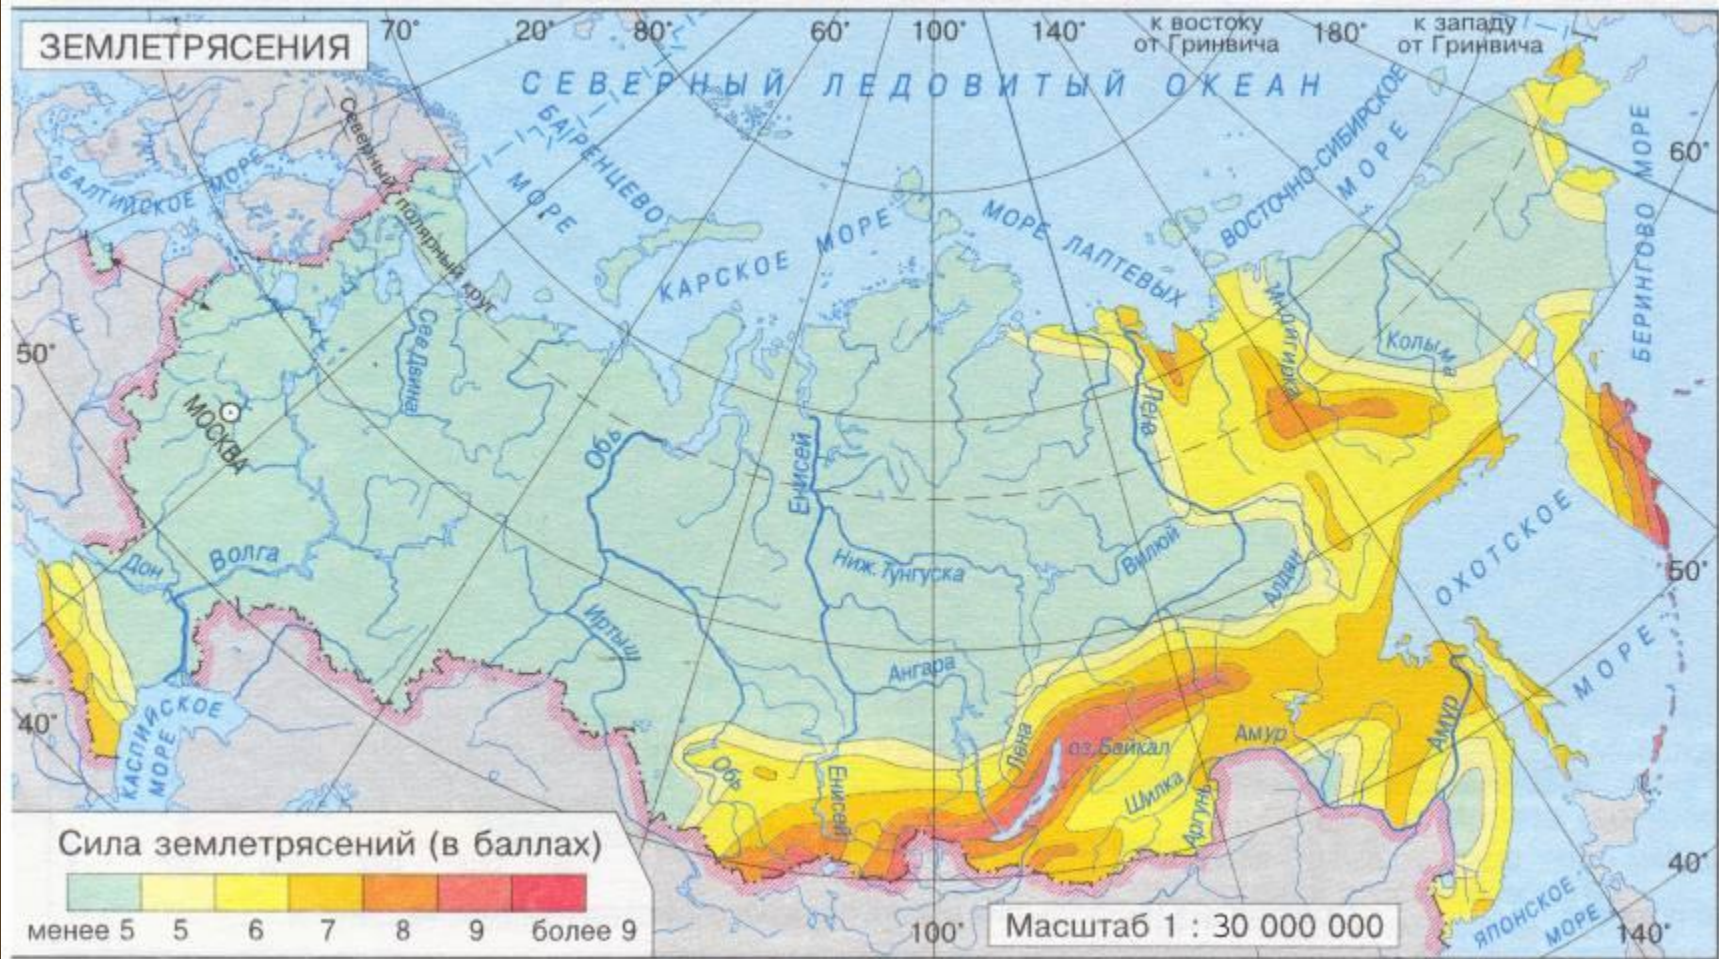 ЗЕМЛЕТРЯСЕНИЯ
70° 20° 80° 60° 100° 140° к востоку от Гринвича 180° к западу от Гринвича
СЕВЕРНЫЙ ЛЕДОВИТЫЙ ОКЕАН
Северный полярный круг
БАРЕНЦЕВО МОРЕ
БАЛТИЙСКОЕ МОРЕ
КАРСКОЕ МОРЕ
МОРЕ ЛАПТЕВЫХ
ВОСТОЧНО-СИБИРСКОЕ МОРЕ
БЕРИНГОВО МОРЕ
60°
50°
Сев. Двина
Индигирка
Колыма
Лена
МОСКВА
Обь
Енисей
Дон
Волга
Ниж. Тунгуска
Вилюй
Алдан
ОХОТСКОЕ МОРЕ
50°
Иртыш
Ангара
40°
КАСПИЙСКОЕ МОРЕ
Обь
Енисей
Лена
оз. Байкал
Шилка
Аргунь
Амур
Амур
40°
ЯПОНСКОЕ МОРЕ
140°
100°
Масштаб 1 : 30 000 000
Сила землетрясений (в баллах)
менее 5 5 6 7 8 9 более 9